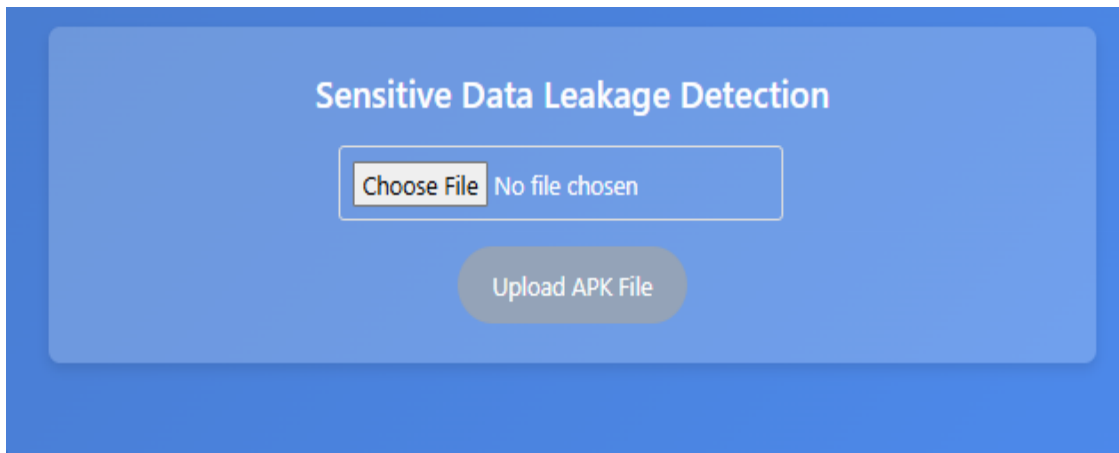 Sensitive Data Leakage Detection
Choose File No file chosen
Upload APK File